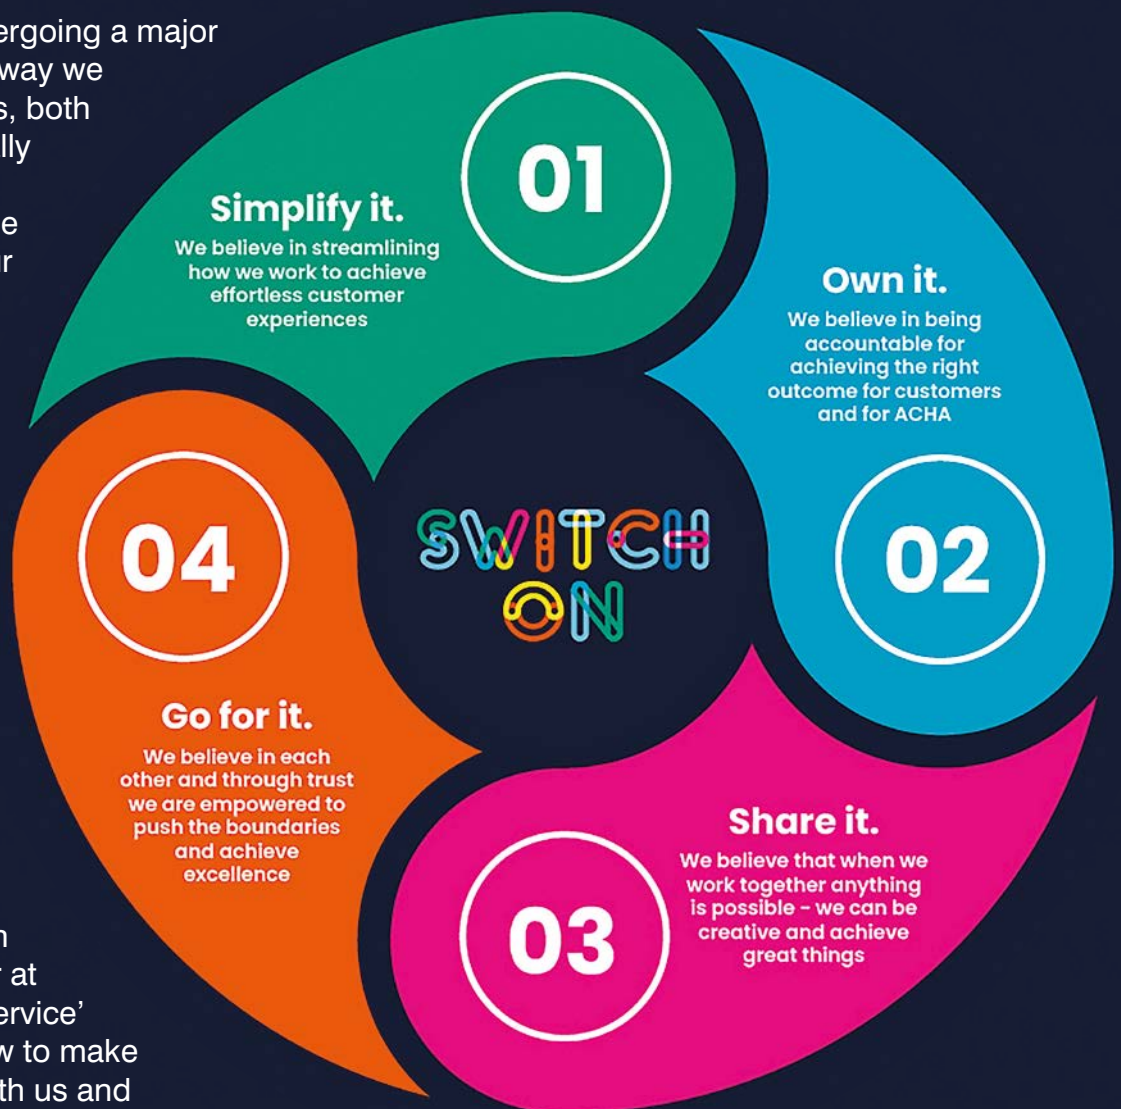 ergoing a major
way we
s, both
lly
e
ur
01
Simplify it.
We believe in streamlining
how we work to achieve
effortless customer
experiences
Own it.
We believe in being
accountable for
achieving the right
outcome for customers
and for ACHA
02
SWITCH
ON
04
Go for it.
We believe in each
other and through trust
we are empowered to
push the boundaries
and achieve
excellence
Share it.
We believe that when we
work together anything
is possible – we can be
creative and achieve
great things
03
n
r at
ervice’
w to make
th us and